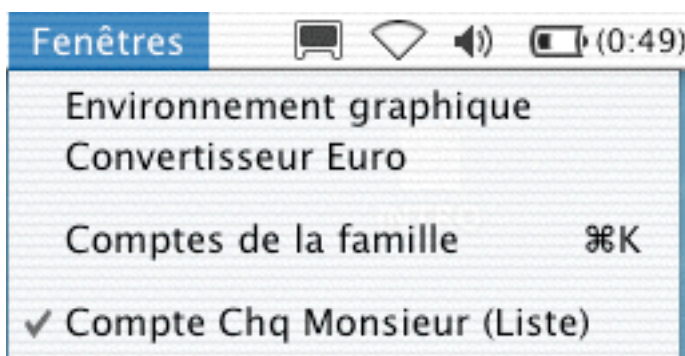 Fenêtres (0:49)
Environnement graphique
Convertisseur Euro
Comptes de la famille ⌘K
✓ Compte Chq Monsieur (Liste)